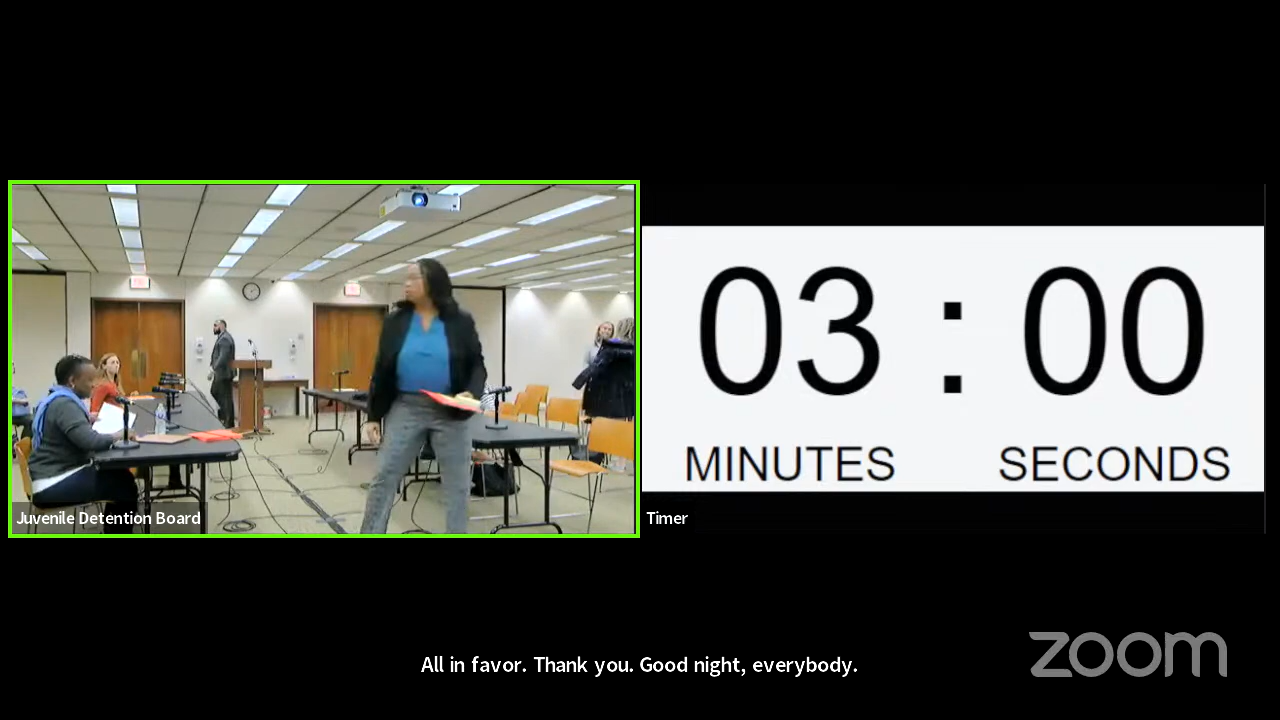 03 : 00
MINUTES SECONDS
Juvenile Detention Board
Timer
All in favor. Thank you. Good night, everybody.
zoom